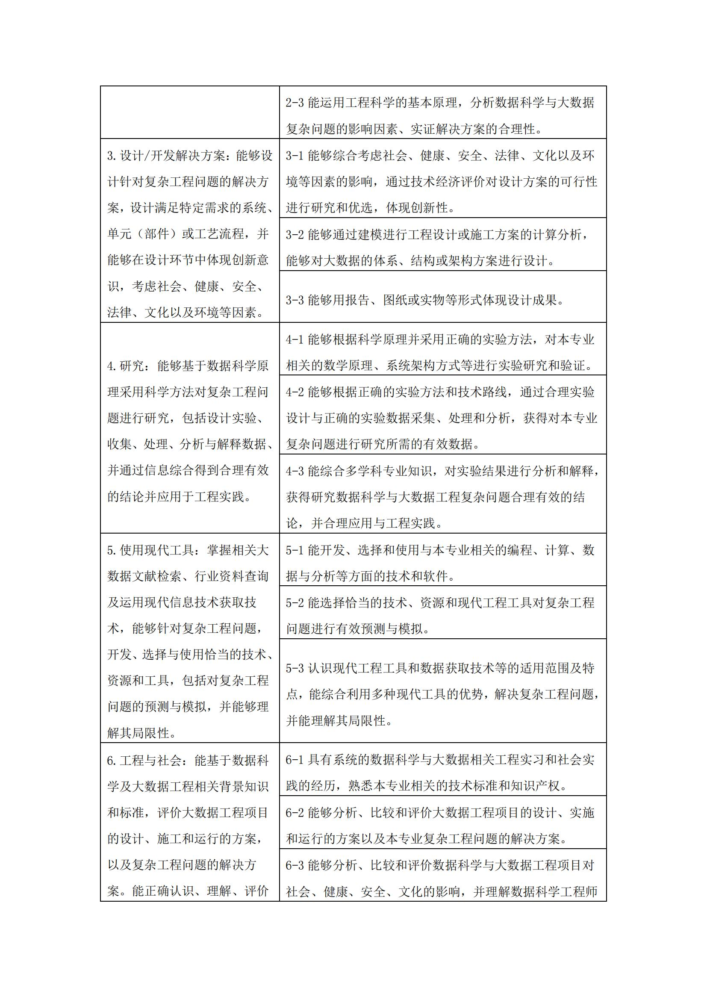 2-3 能运用工程科学的基本原理，分析数据科学与大数据
复杂问题的影响因素、实证解决方案的合理性。
3.设计/开发解决方案：能够设
计针对复杂工程问题的解决方
案，设计满足特定需求的系统、
单元（部件）或工艺流程，并
能够在设计环节中体现创新意
识，考虑社会、健康、安全、
法律、文化以及环境等因素。
3-1 能够综合考虑社会、健康、安全、法律、文化以及环
境等因素的影响，通过技术经济评价对设计方案的可行性
进行研究和优选，体现创新性。
3-2 能够通过建模进行工程设计或施工方案的计算分析，
能够对大数据的体系、结构或架构方案进行设计。
3-3 能够用报告、图纸或实物等形式体现设计成果。
4.研究：能够基于数据科学原
理采用科学方法对复杂工程问
题进行研究，包括设计实验、
收集、处理、分析与解释数据、
并通过信息综合得到合理有效
的结论并应用于工程实践。
4-1 能够根据科学原理并采用正确的实验方法，对本专业
相关的数学原理、系统架构方式等进行实验研究和验证。
4-2 能够根据正确的实验方法和技术路线，通过合理实验
设计与正确的实验数据采集、处理和分析，获得对本专业
复杂问题进行研究所需的有效数据。
4-3 能综合多学科专业知识，对实验结果进行分析和解释，
获得研究数据科学与大数据工程复杂问题合理有效的结
论，并合理应用与工程实践。
5.使用现代工具：掌握相关大
数据文献检索、行业资料查询
及运用现代信息技术获取技
术，能够针对复杂工程问题，
开发、选择与使用恰当的技术、
资源和工具，包括对复杂工程
问题的预测与模拟，并能够理
解其局限性。
5-1 能开发、选择和使用与本专业相关的编程、计算、数
据与分析等方面的技术和软件。
5-2 能选择恰当的技术、资源和现代工程工具对复杂工程
问题进行有效预测与模拟。
5-3 认识现代工程工具和数据获取技术等的适用范围及特
点，能综合利用多种现代工具的优势，解决复杂工程问题，
并能理解其局限性。
6.工程与社会：能基于数据科
学及大数据工程相关背景知识
和标准，评价大数据工程项目
的设计、施工和运行的方案，
以及复杂工程问题的解决方
案。能正确认识、理解、评价
6-1 具有系统的数据科学与大数据相关工程实习和社会实
践的经历，熟悉本专业相关的技术标准和知识产权。
6-2 能够分析、比较和评价大数据工程项目的设计、实施
和运行的方案以及本专业复杂工程问题的解决方案。
6-3 能够分析、比较和评价数据科学与大数据工程项目对
社会、健康、安全、文化的影响，并理解数据科学工程师